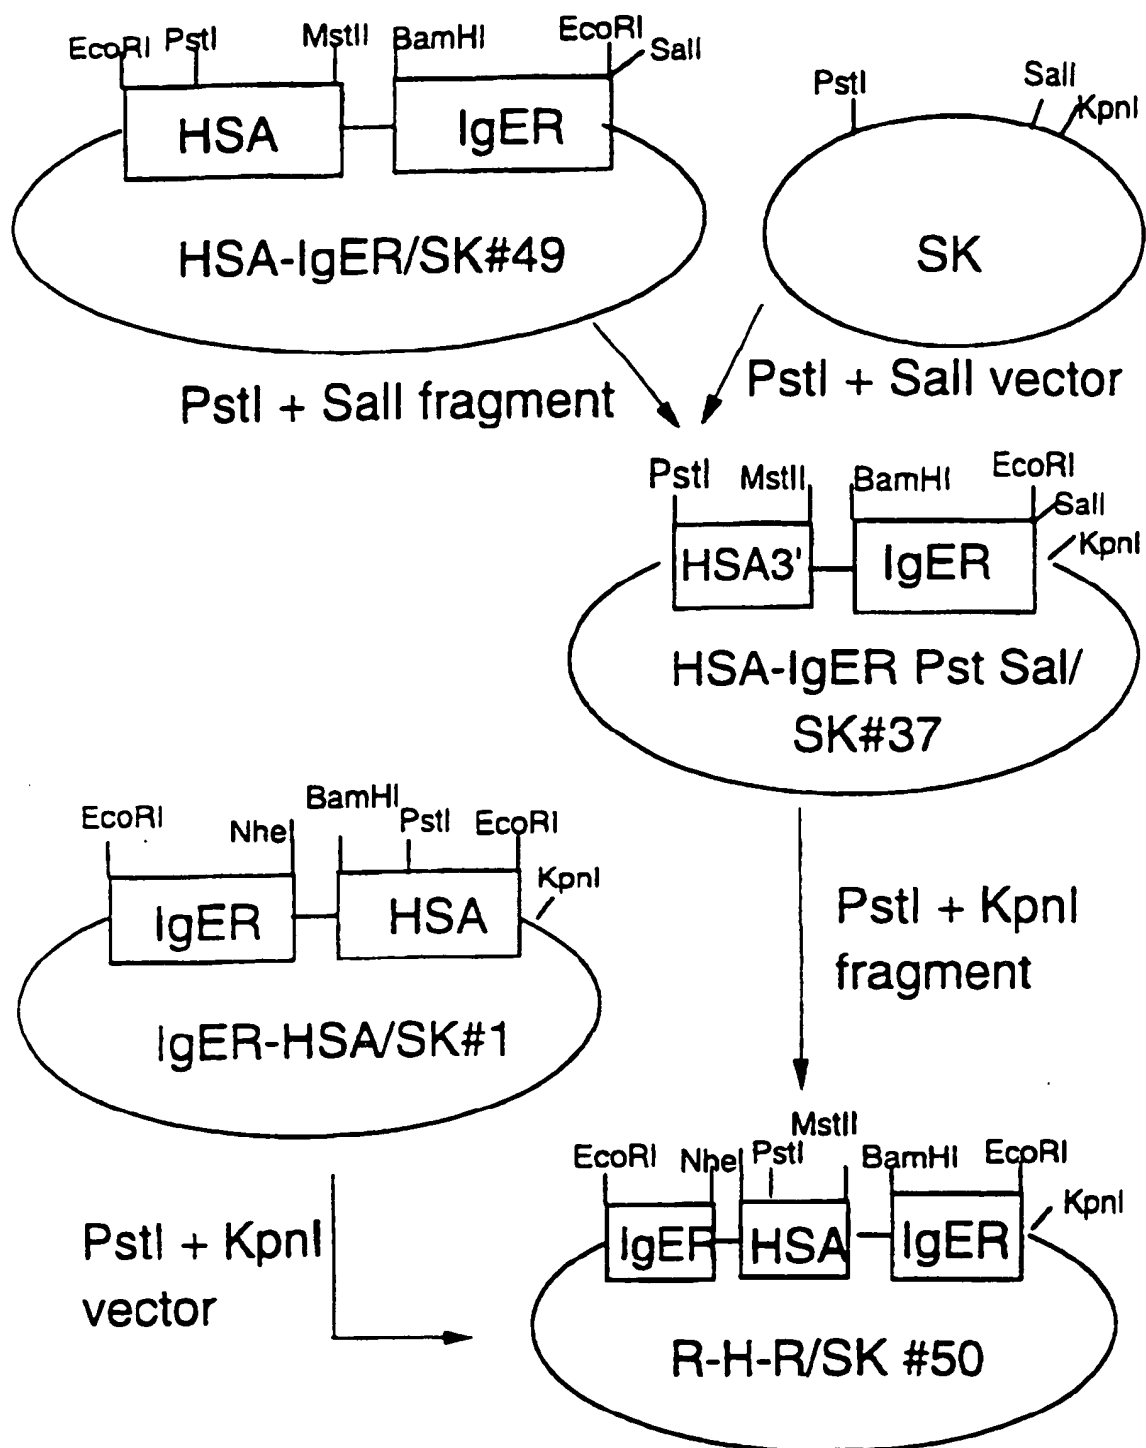 EcoRI PstI MstII BamHI EcoRI SalI
HSA IgER
HSA-IgER/SK#49
PstI SalI KpnI
SK
PstI + SalI fragment
PstI + SalI vector
PstI MstII BamHI EcoRI SalI KpnI
HSA3' IgER
HSA-IgER Pst Sal/
SK#37
EcoRI NheI BamHI PstI EcoRI KpnI
IgER HSA
IgER-HSA/SK#1
PstI + KpnI
fragment
PstI + KpnI
vector
EcoRI NheI PstI MstII BamHI EcoRI KpnI
IgER HSA IgER
R-H-R/SK #50